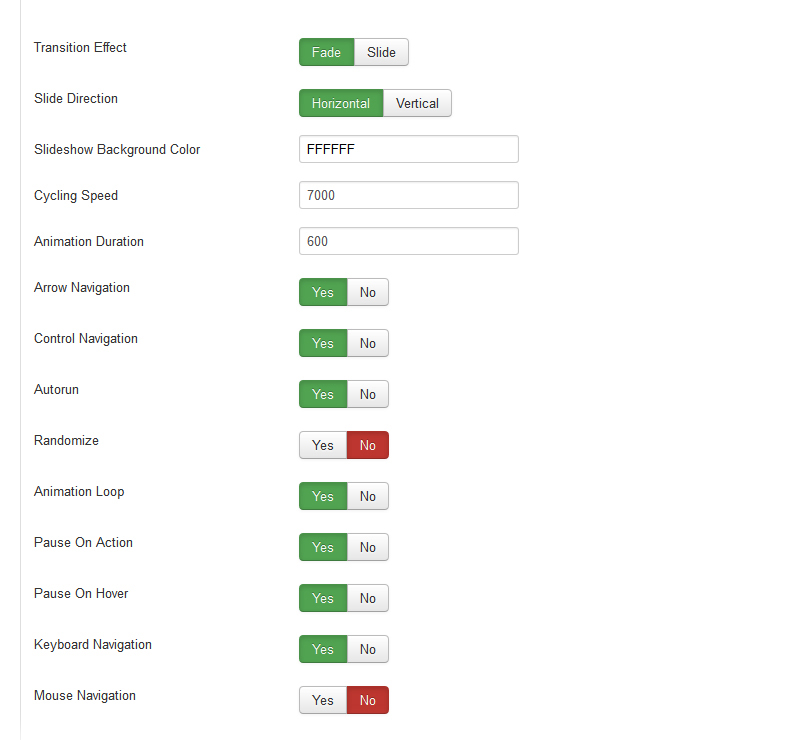 Transition Effect Fade Slide
Slide Direction Horizontal Vertical
Slideshow Background Color FFFFFF
Cycling Speed 7000
Animation Duration 600
Arrow Navigation Yes No
Control Navigation Yes No
Autorun Yes No
Randomize Yes No
Animation Loop Yes No
Pause On Action Yes No
Pause On Hover Yes No
Keyboard Navigation Yes No
Mouse Navigation Yes No